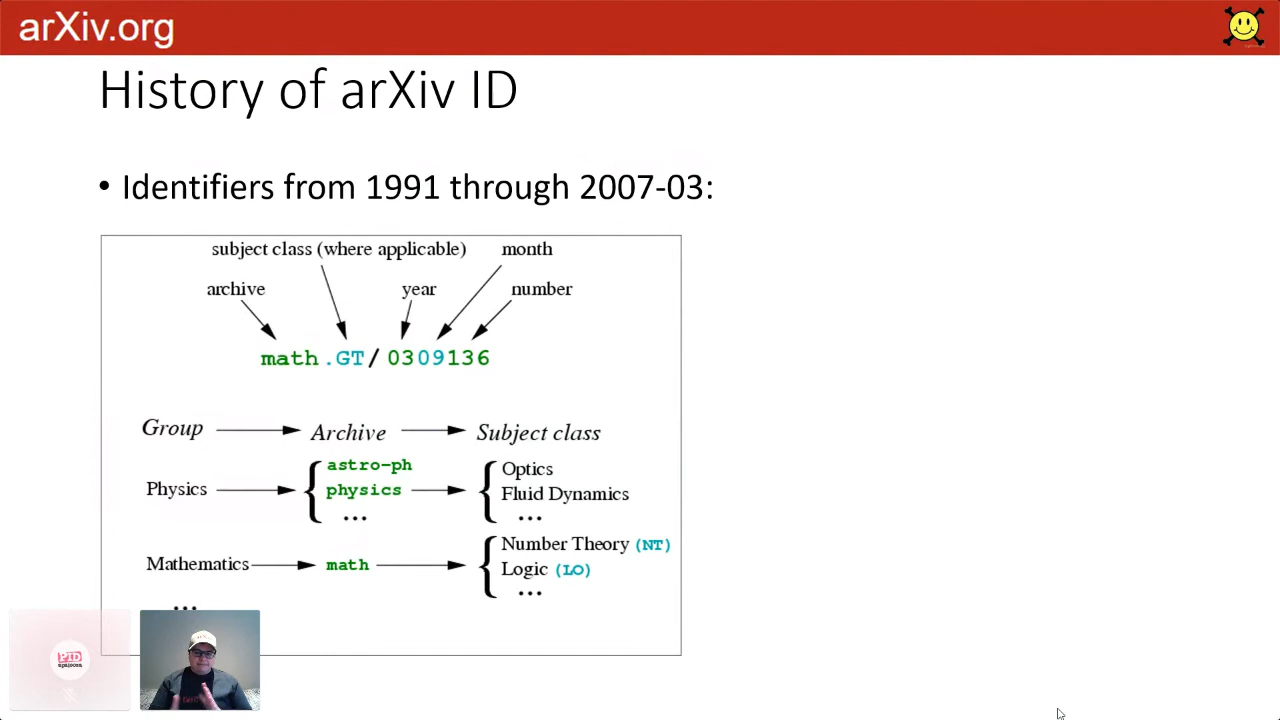 arXiv.org
History of arXiv ID
• Identifiers from 1991 through 2007-03:
subject class (where applicable) month
archive year number
math.GT/0309136
Group Archive Subject class
astro-ph Optics
Physics physics Fluid Dynamics
... ...
Number Theory (NT)
Mathematics math
Logic (LO)
...
...
PID
apalooza